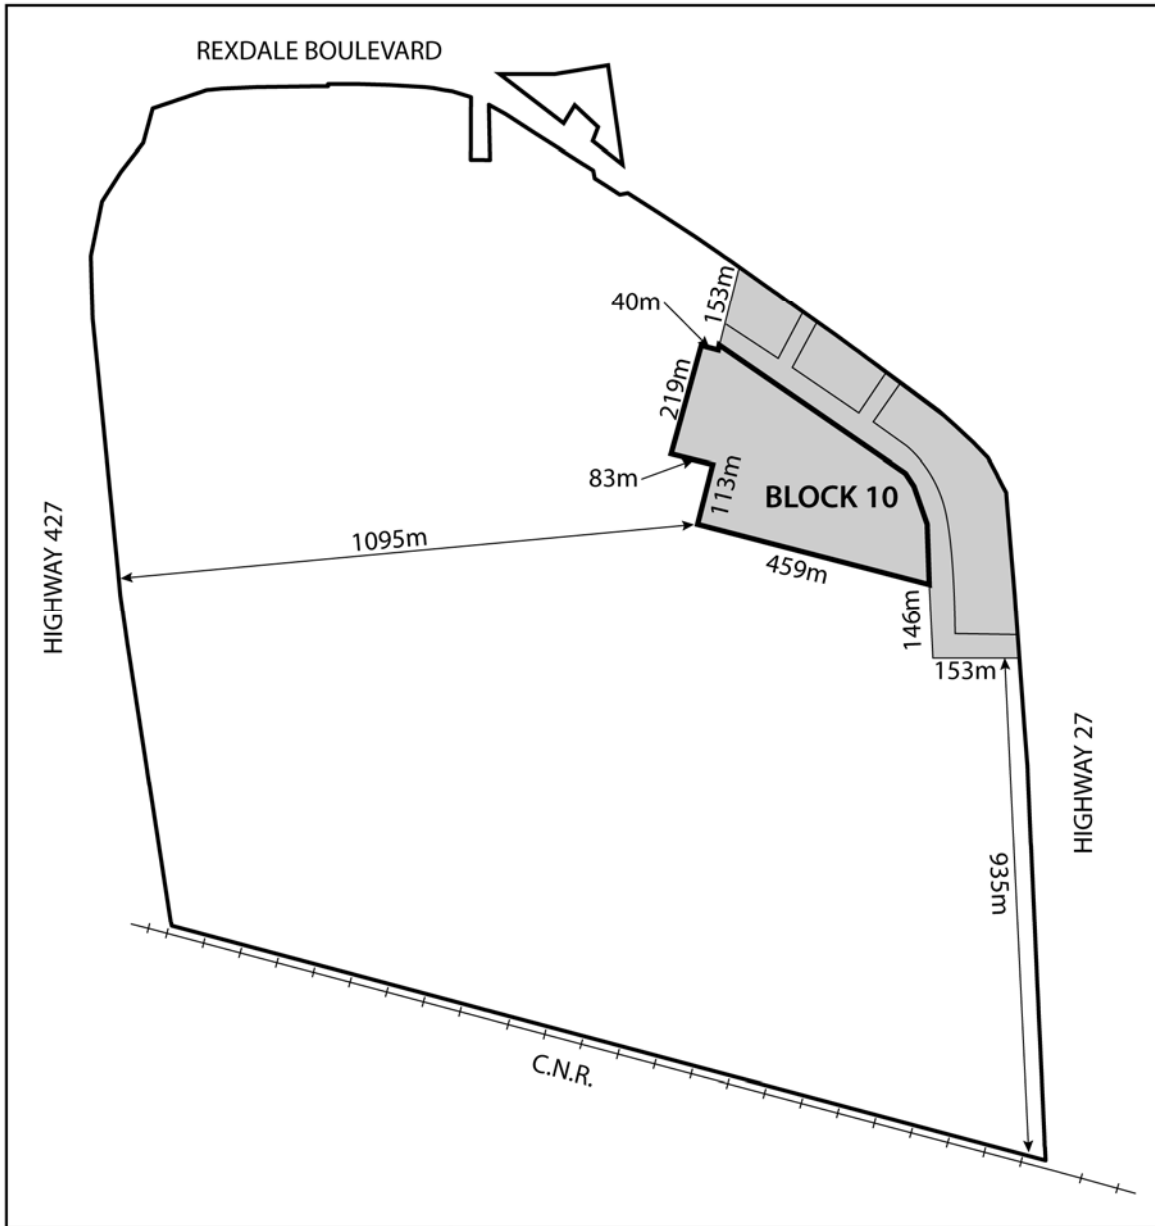 REXDALE BOULEVARD
153m
40m
219m
83m
113m
BLOCK 10
1095m
459m
HIGHWAY 427
146m
153m
HIGHWAY 27
935m
C.N.R.